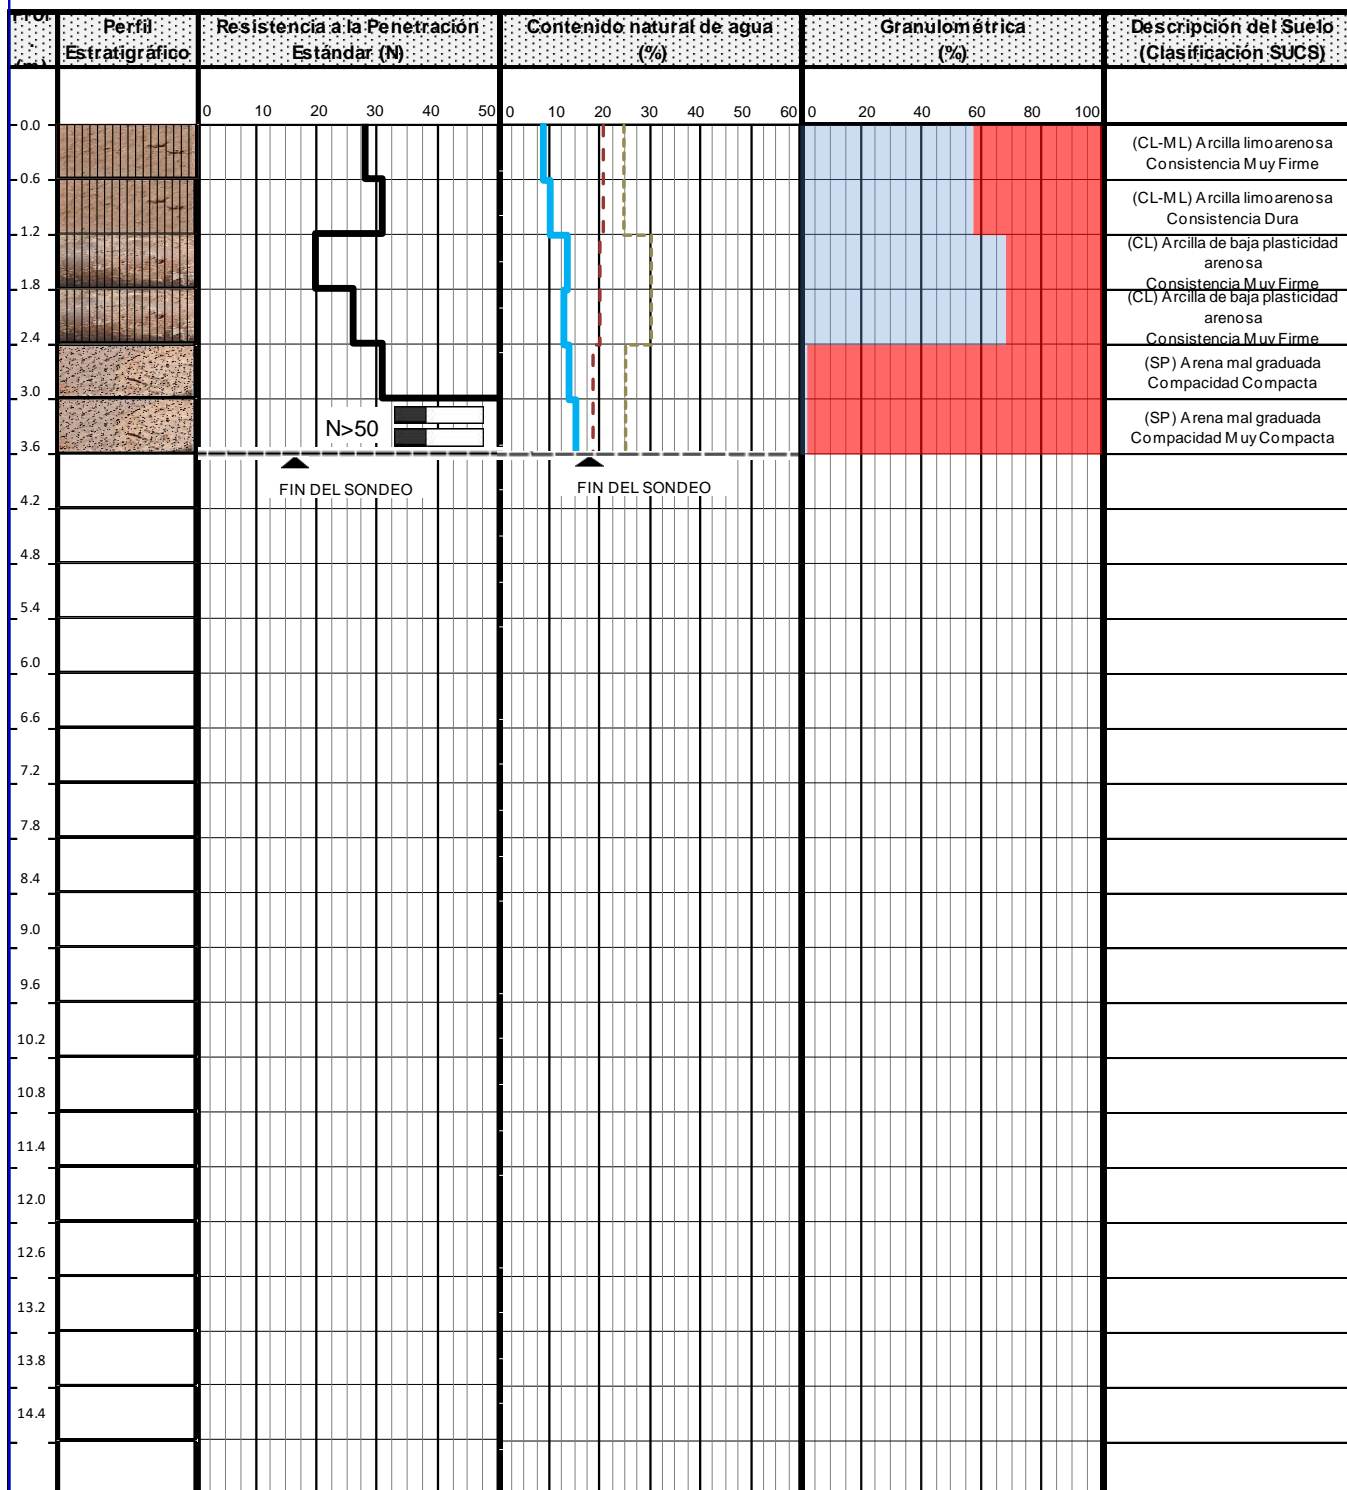 Perfil
Estratigráfico
Resistencia a la Penetración
Estándar (N)
Contenido natural de agua
(%)
Granulométrica
(%)
Descripción del Suelo
(Clasificación SUCS)
0 10 20 30 40 50
0 10 20 30 40 50 60
0 20 40 60 80 100
0.0
(CL-ML) Arcilla limoarenosa
Consistencia Muy Firme
0.6
(CL-ML) Arcilla limoarenosa
Consistencia Dura
1.2
(CL) Arcilla de baja plasticidad
arenosa
Consistencia Muy Firme
1.8
(CL) Arcilla de baja plasticidad
arenosa
Consistencia Muy Firme
2.4
(SP) Arena mal graduada
Compacidad Compacta
3.0
(SP) Arena mal graduada
Compacidad Muy Compacta
N>50
3.6
FIN DEL SONDEO
FIN DEL SONDEO
4.2
4.8
5.4
6.0
6.6
7.2
7.8
8.4
9.0
9.6
10.2
10.8
11.4
12.0
12.6
13.2
13.8
14.4